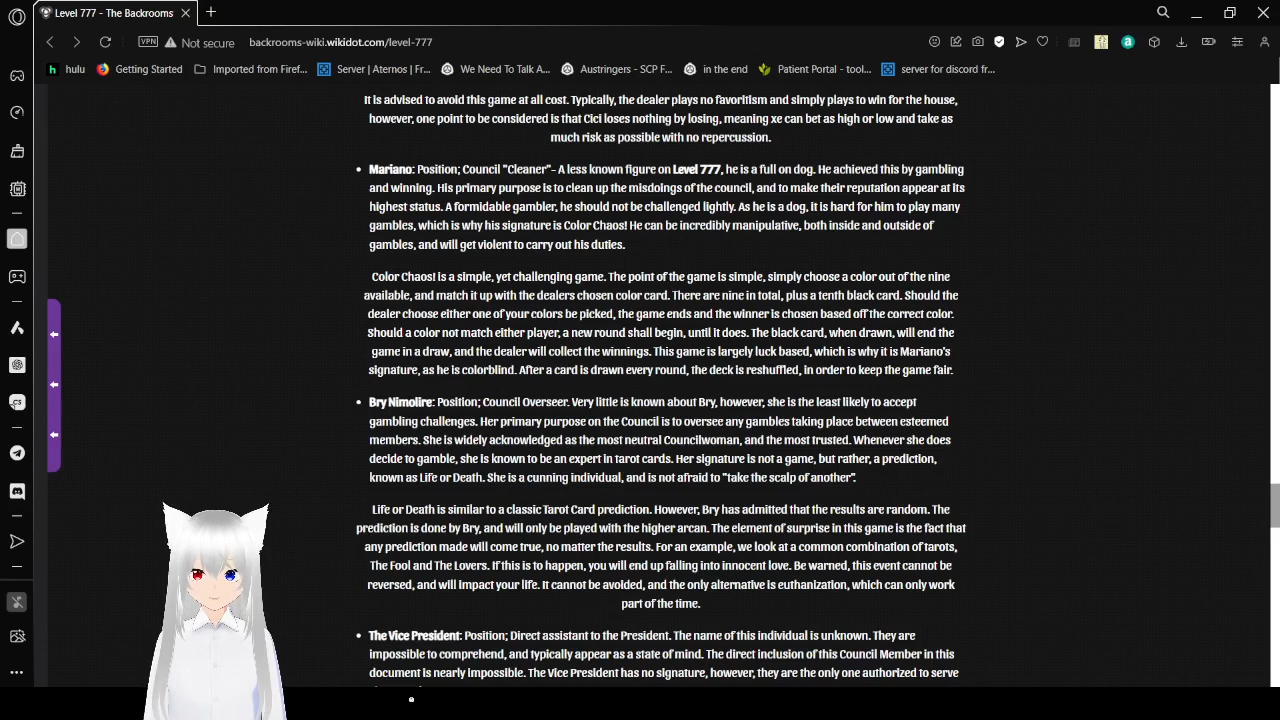 Level 777 - The Backrooms
VPN
Not secure
backrooms-wiki.wikidot.com/level-777
hulu
Getting Started
Imported from Firef...
Server | Aternos | Fr...
We Need To Talk A...
Austringers - SCP F...
in the end
Patient Portal - tool...
server for discord fr...
It is advised to avoid this game at all cost. Typically, the dealer plays no favoritism and simply plays to win for the house,
however, one point to be considered is that Cici loses nothing by losing, meaning xe can bet as high or low and take as
much risk as possible with no repercussion.
Mariano: Position; Council "Cleaner"- A less known figure on Level 777, he is a full on dog. He achieved this by gambling
and winning. His primary purpose is to clean up the misdoings of the council, and to make their reputation appear at its
highest status. A formidable gambler, he should not be challenged lightly. As he is a dog, it is hard for him to play many
gambles, which is why his signature is Color Chaos! He can be incredibly manipulative, both inside and outside of
gambles, and will get violent to carry out his duties.
Color Chaos! is a simple, yet challenging game. The point of the game is simple, simply choose a color out of the nine
available, and match it up with the dealers chosen color card. There are nine in total, plus a tenth black card. Should the
dealer choose either one of your colors be picked, the game ends and the winner is chosen based off the correct color.
Should a color not match either player, a new round shall begin, until it does. The black card, when drawn, will end the
game in a draw, and the dealer will collect the winnings. This game is largely luck based, which is why it is Mariano's
signature, as he is colorblind. After a card is drawn every round, the deck is reshuffled, in order to keep the game fair.
Bry Nimolire: Position; Council Overseer. Very little is known about Bry, however, she is the least likely to accept
gambling challenges. Her primary purpose on the Council is to oversee any gambles taking place between esteemed
members. She is widely acknowledged as the most neutral Councilwoman, and the most trusted. Whenever she does
decide to gamble, she is known to be an expert in tarot cards. Her signature is not a game, but rather, a prediction,
known as Life or Death. She is a cunning individual, and is not afraid to "take the scalp of another".
Life or Death is similar to a classic Tarot Card prediction. However, Bry has admitted that the results are random. The
prediction is done by Bry, and will only be played with the higher arcan. The element of surprise in this game is the fact that
any prediction made will come true, no matter the results. For an example, we look at a common combination of tarots,
The Fool and The Lovers. If this is to happen, you will end up falling into innocent love. Be warned, this event cannot be
reversed, and will impact your life. It cannot be avoided, and the only alternative is euthanization, which can only work
part of the time.
The Vice President: Position; Direct assistant to the President. The name of this individual is unknown. They are
impossible to comprehend, and typically appear as a state of mind. The direct inclusion of this Council Member in this
document is nearly impossible. The Vice President has no signature, however, they are the only one authorized to serve